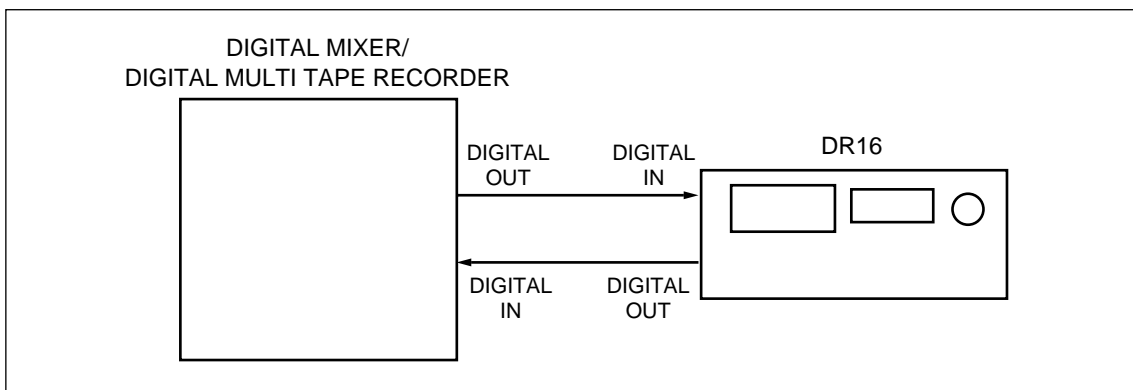 DIGITAL MIXER/
DIGITAL MULTI TAPE RECORDER
DIGITAL
OUT
DIGITAL
IN
DR16
DIGITAL
IN
DIGITAL
OUT